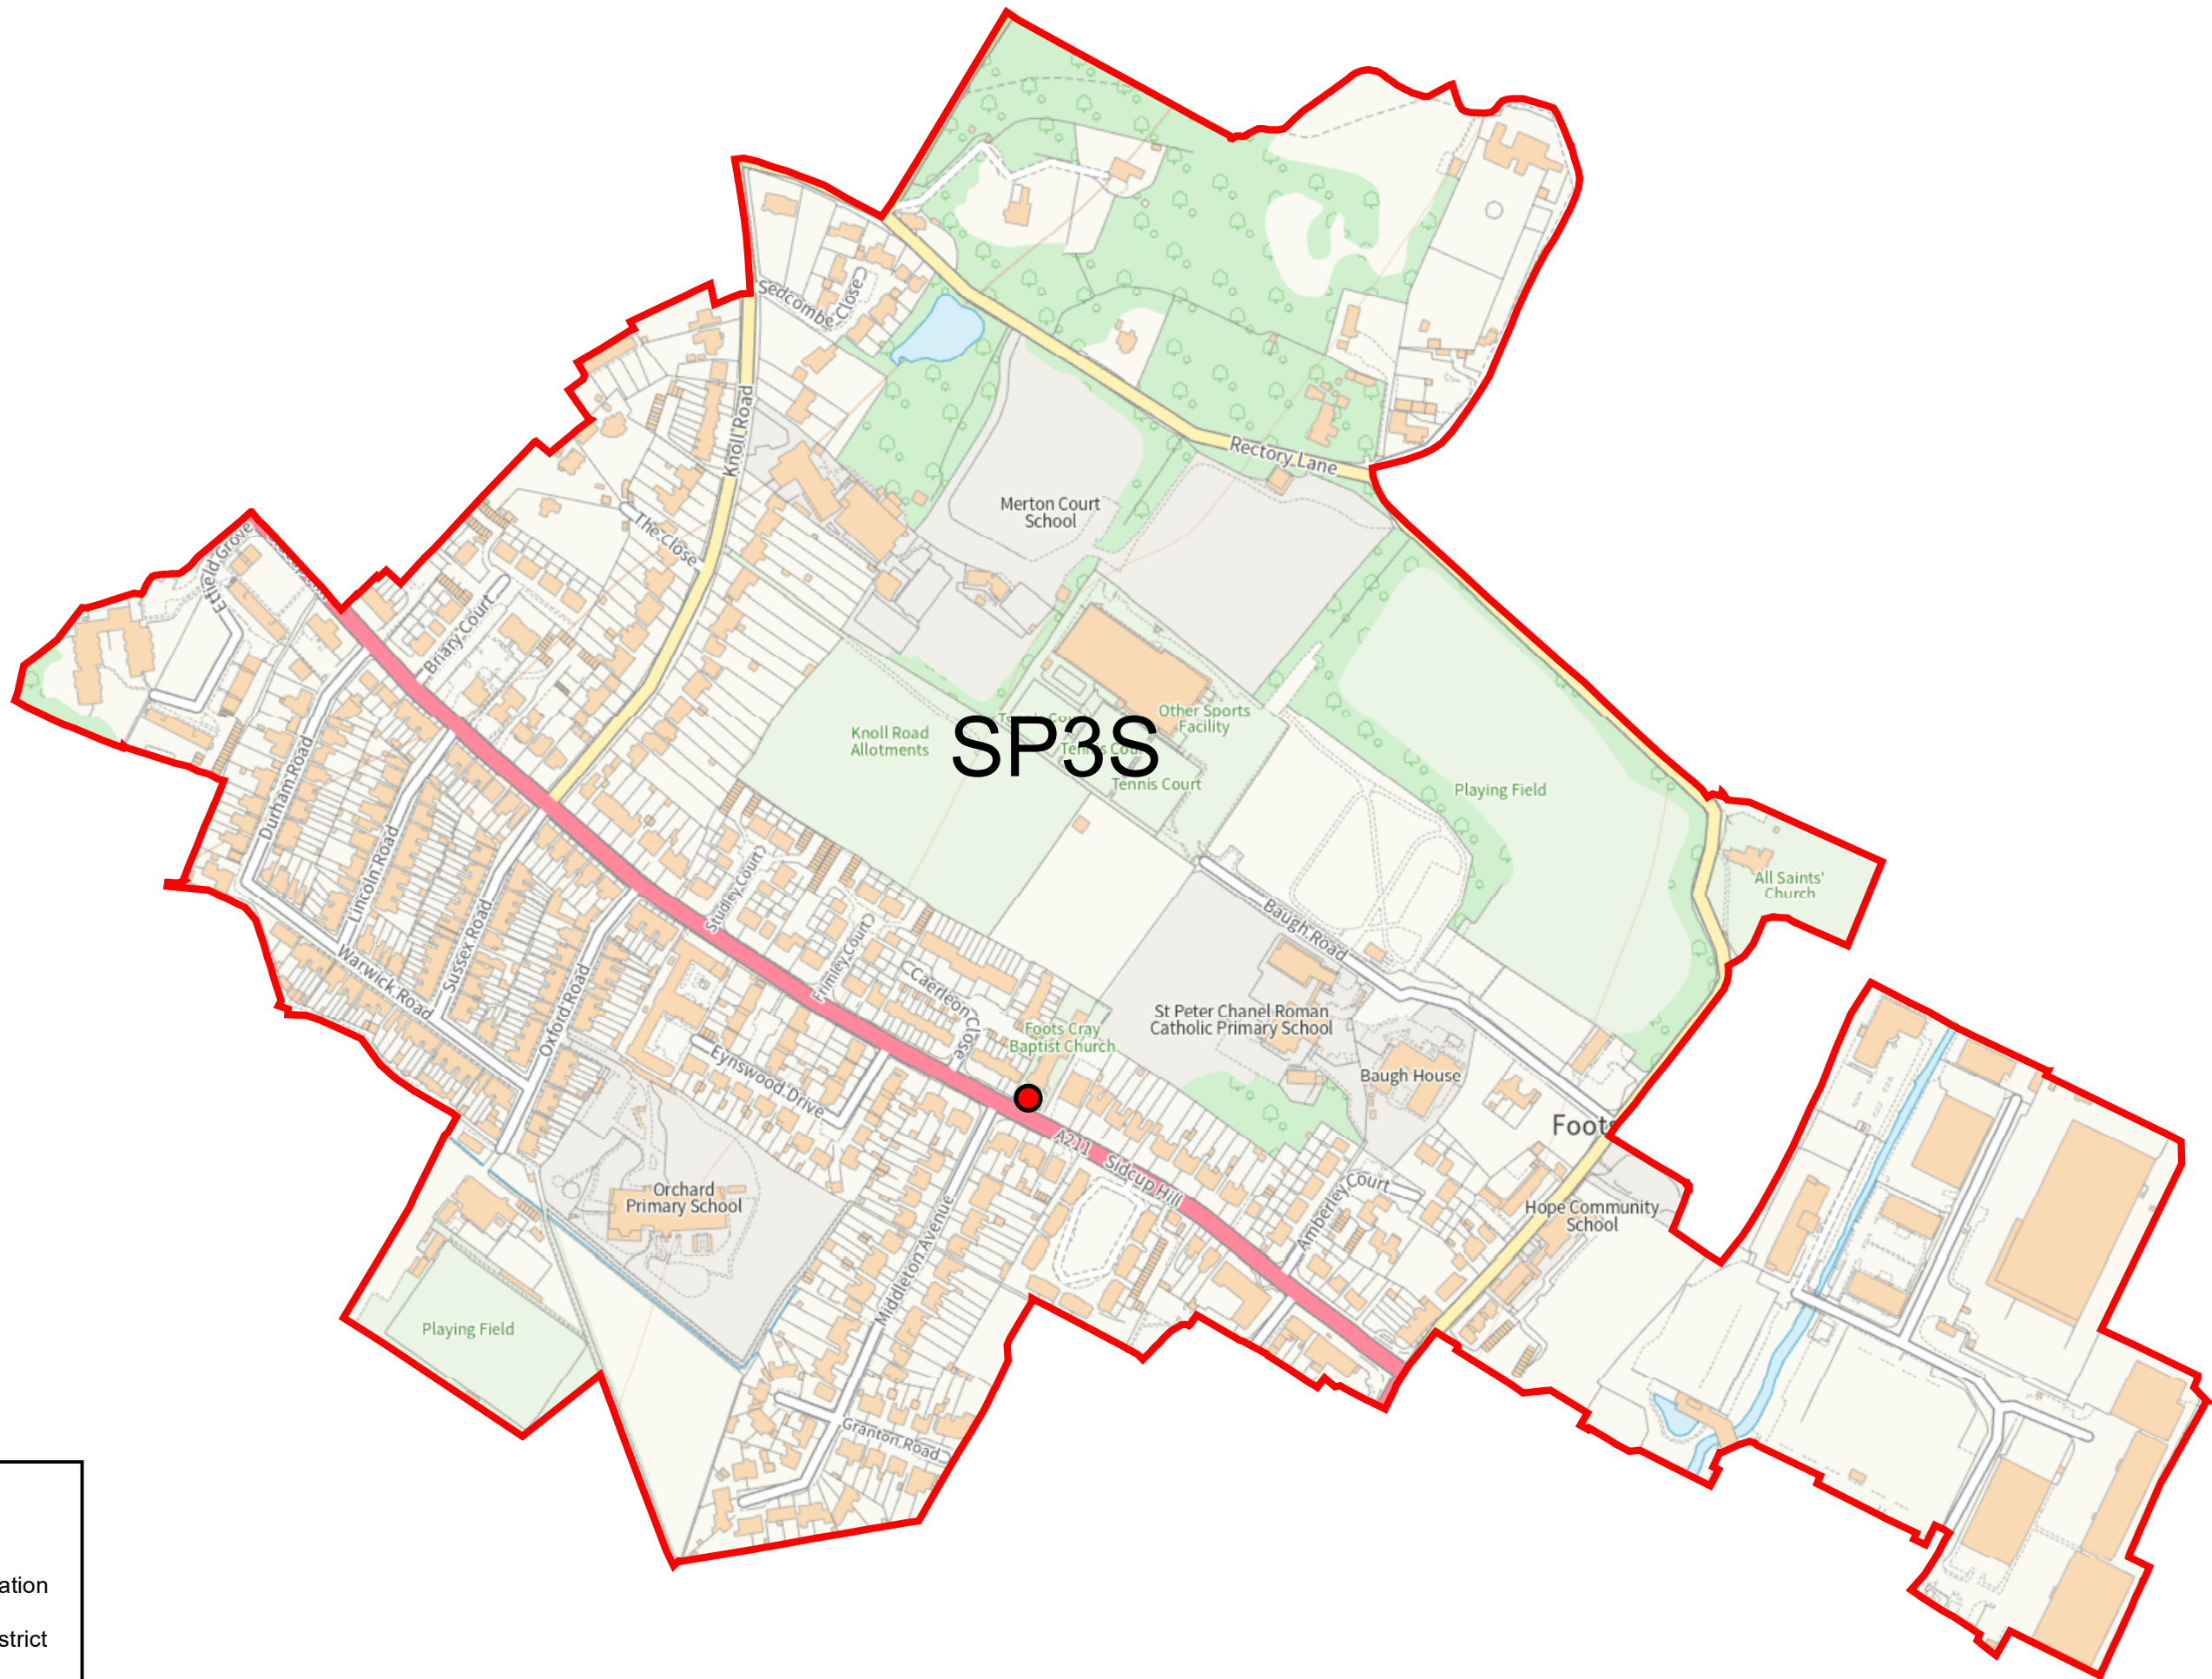 Sedcombe Close
Knoll Road
Rectory Lane
Merton Court
School
The Close
Briary Court
Durham Road
Lincoln Road
Sussex Road
Oxford Road
Warwick Road
Knoll Road
Allotments
SP3S
Other Sports
Facility
Tennis Court
Playing Field
All Saints'
Church
Studley Court
Frimley Court
Caerleon Close
Baugh Road
St Peter Chanel Roman
Catholic Primary School
Foots Cray
Baptist Church
Baugh House
Foots
Eynswood Drive
A211 Sidcup Hill
Amberley Court
Hope Community
School
Orchard
Primary School
Middleton Avenue
Playing Field
Granton Road
ation
strict